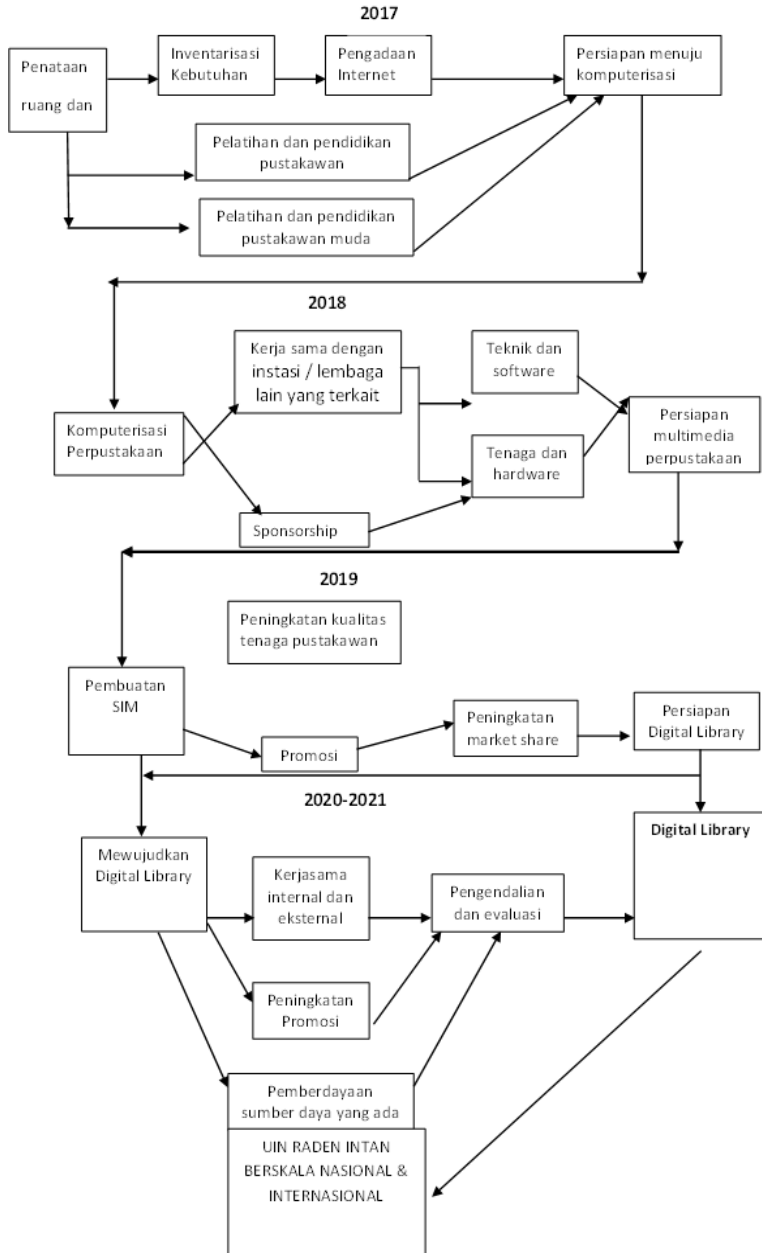 2017
Penataan
ruang dan
Inventarisasi
Kebutuhan
Pengadaan
Internet
Persiapan menuju
komputerisasi
Pelatihan dan pendidikan
pustakawan
Pelatihan dan pendidikan
pustakawan muda
2018
Kerja sama dengan
instasi / lembaga
lain yang terkait
Teknik dan
software
Komputerisasi
Perpustakaan
Tenaga dan
hardware
Persiapan
multimedia
perpustakaan
Sponsorship
2019
Peningkatan kualitas
tenaga pustakawan
Pembuatan
SIM
Promosi
Peningkatan
market share
Persiapan
Digital Library
2020-2021
Mewujudkan
Digital Library
Kerjasama
internal dan
eksternal
Pengendalian
dan evaluasi
Digital Library
Peningkatan
Promosi
Pemberdayaan
sumber daya yang ada
UIN RADEN INTAN
BERSKALA NASIONAL &
INTERNASIONAL